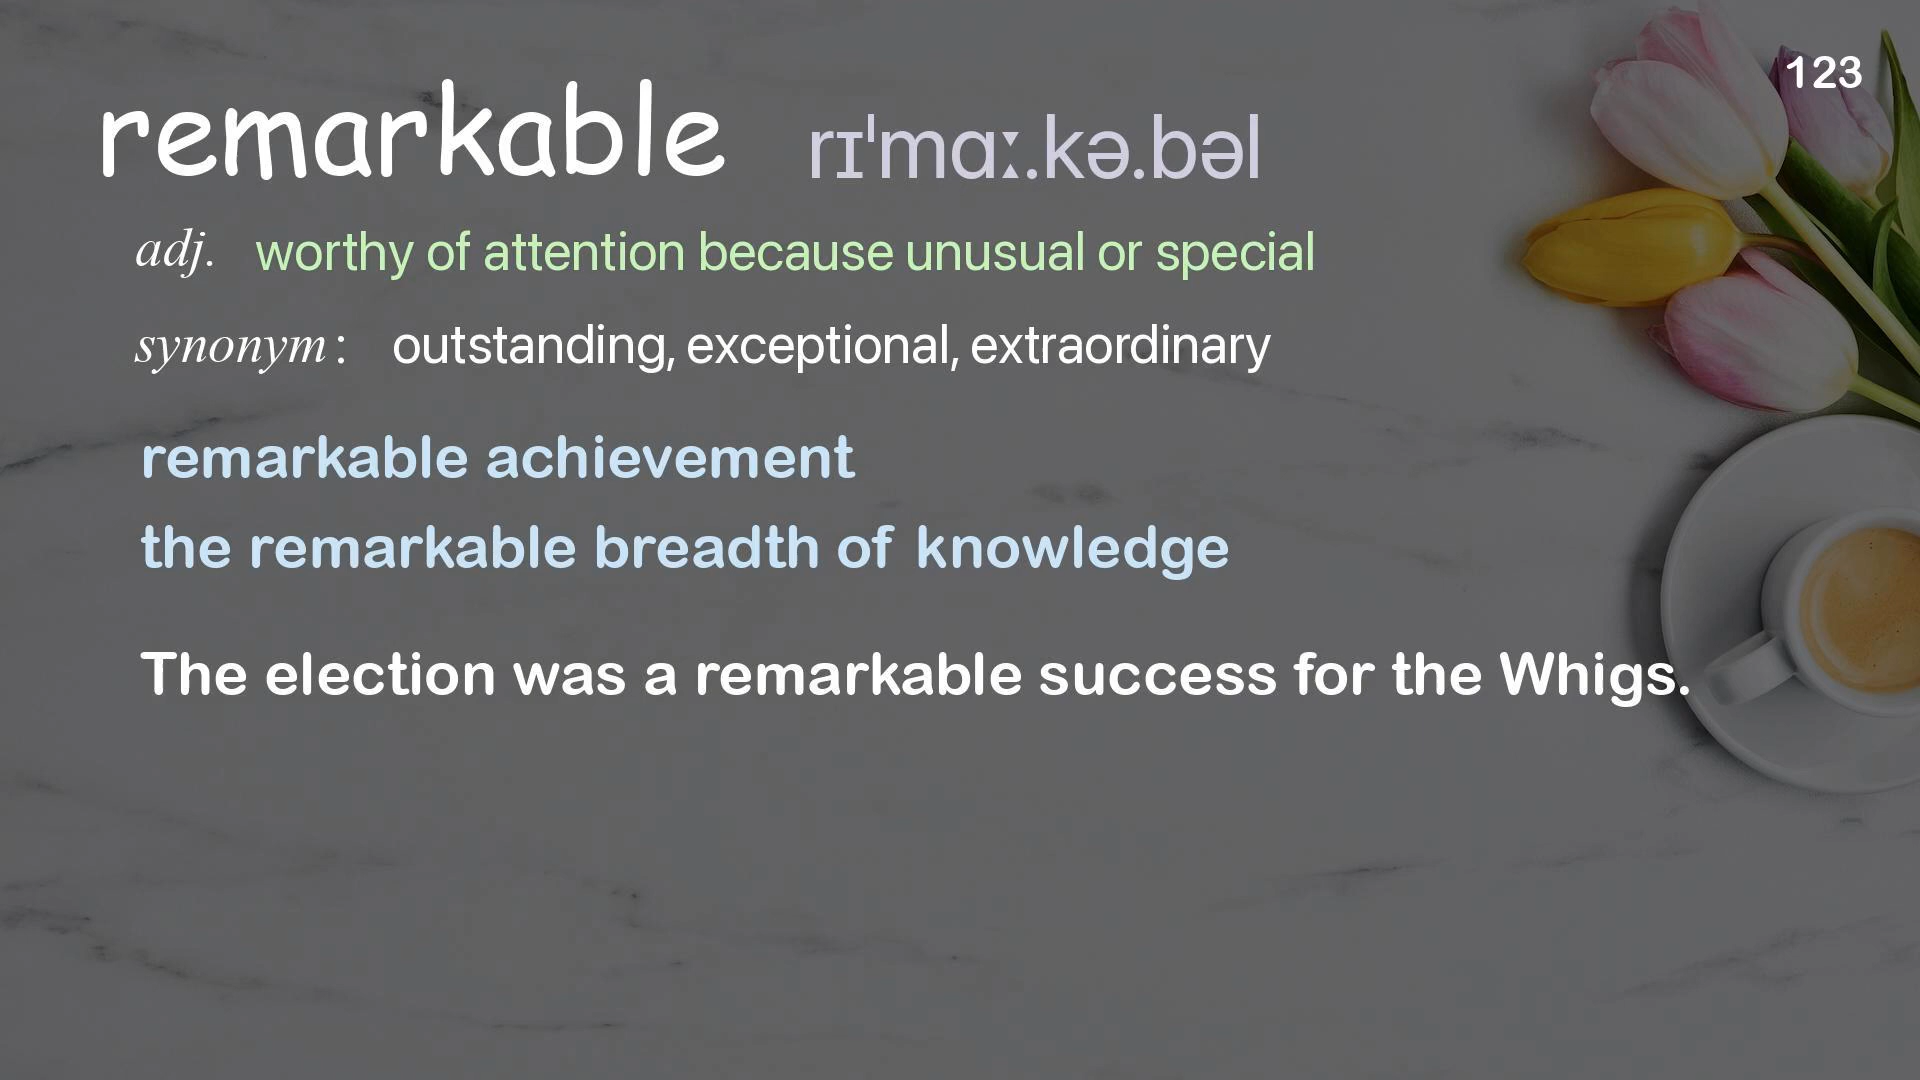 123
remarkable rɪˈmɑː.kə.bəl
adj. worthy of attention because unusual or special
synonym: outstanding, exceptional, extraordinary
remarkable achievement
the remarkable breadth of knowledge
The election was a remarkable success for the Whigs.